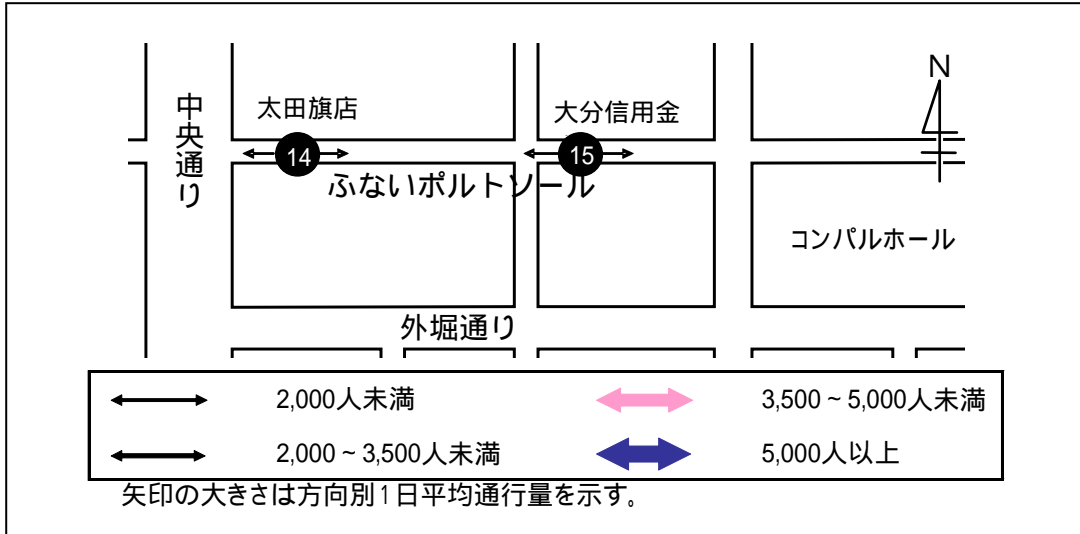 N
中央通り
太田旗店
大分信用金
14
15
ふないポルトソール
コンパルホール
外堀通り
2,000人未満
3,500~5,000人未満
2,000~3,500人未満
5,000人以上
矢印の大きさは方向別1日平均通行量を示す。